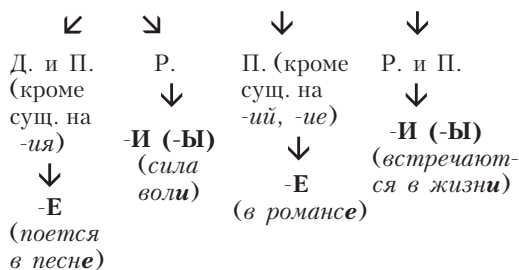 Д. и П.
(кроме
сущ. на
-ия)
-Е
(поется
в песне)
Р.
-И (-Ы)
(сила
воли)
П. (кроме
сущ. на
-ий, -ие)
-Е
(в романсе)
Р. и П.
-И (-Ы)
(встречают-
ся в жизни)